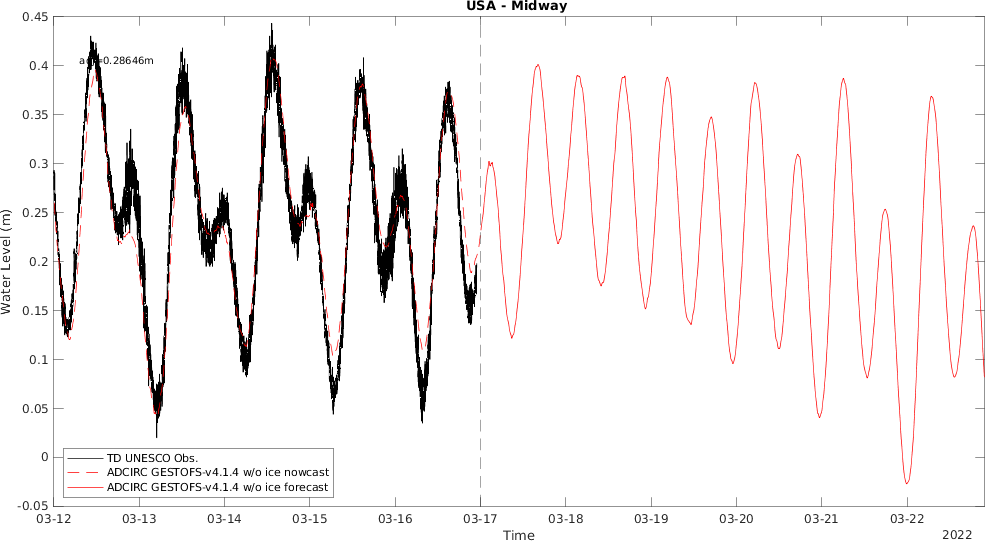 USA - Midway
0.45
0.4
0.35
0.3
0.25
0.2
0.15
0.1
0.05
0
-0.05
Water Level (m)
=0.28646m
TD UNESCO Obs.
ADCIRC GESTOFS-v4.1.4 w/o ice nowcast
ADCIRC GESTOFS-v4.1.4 w/o ice forecast
03-12 03-13 03-14 03-15 03-16 03-17 03-18 03-19 03-20 03-21 03-22
Time
2022